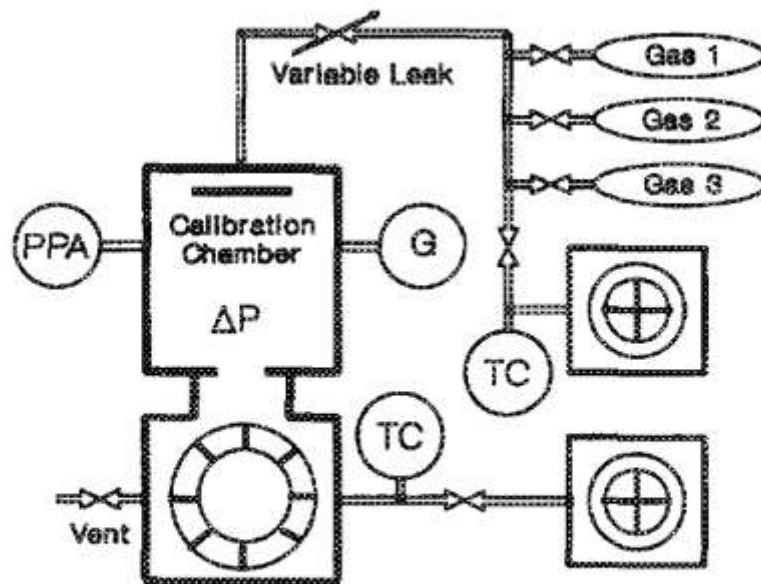 Variable Leak
Gas 1
Gas 2
Gas 3
PPA
Calibration
Chamber
G
ΔP
TC
TC
Vent